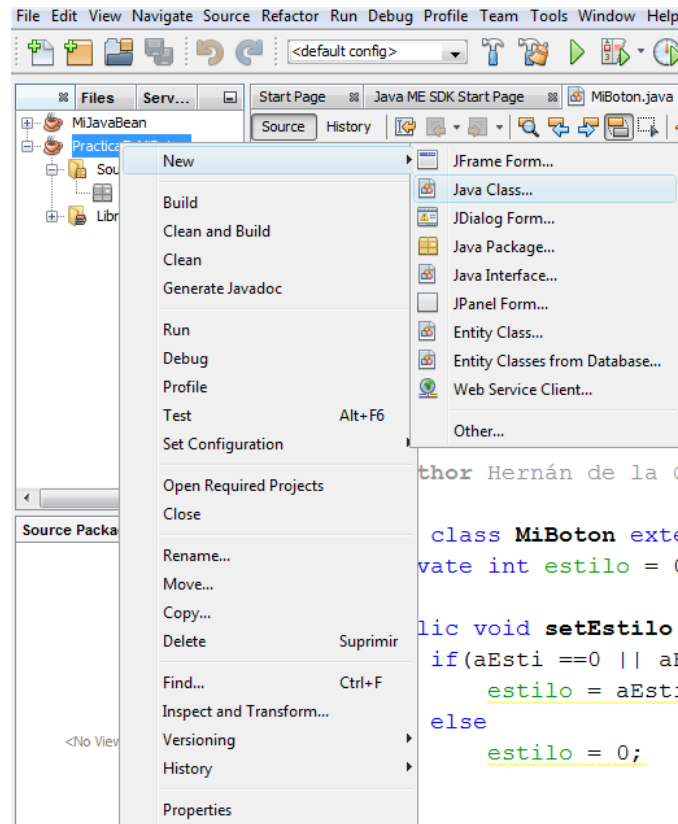 File Edit View Navigate Source Refactor Run Debug Profile Team Tools Window Help
<default config>
Files Serv...
Start Page Java ME SDK Start Page MiBoton.java
MiJavaBean
Source History
New
Build
Clean and Build
Clean
Generate Javadoc
Run
Debug
Profile
Test Alt+F6
Set Configuration
Open Required Projects
Close
Rename...
Move...
Copy...
Delete Suprimir
Find... Ctrl+F
Inspect and Transform...
Versioning
History
Properties
JFrame Form...
Java Class...
JDialog Form...
Java Package...
Java Interface...
JPanel Form...
Entity Class...
Entity Classes from Database...
Web Service Client...
Other...
Source Packa
<No View
thor Hernán de la
class MiBoton exte
vate int estilo = 0
lic void setEstilo
if(aEsti ==0 || aE
estilo = aEsti
else
estilo = 0;